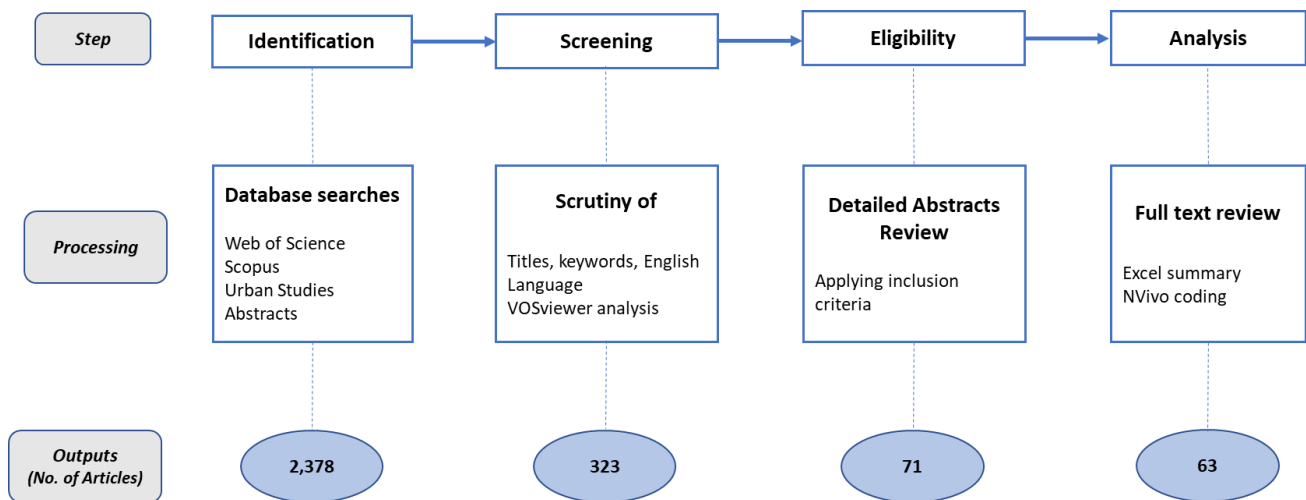 Step
Identification
Screening
Eligibility
Analysis
Processing
Database searches
Web of Science
Scopus
Urban Studies
Abstracts
Scrutiny of
Titles, keywords, English
Language
VOSviewer analysis
Detailed Abstracts
Review
Applying inclusion
criteria
Full text review
Excel summary
NVivo coding
Outputs
(No. of Articles)
2,378
323
71
63